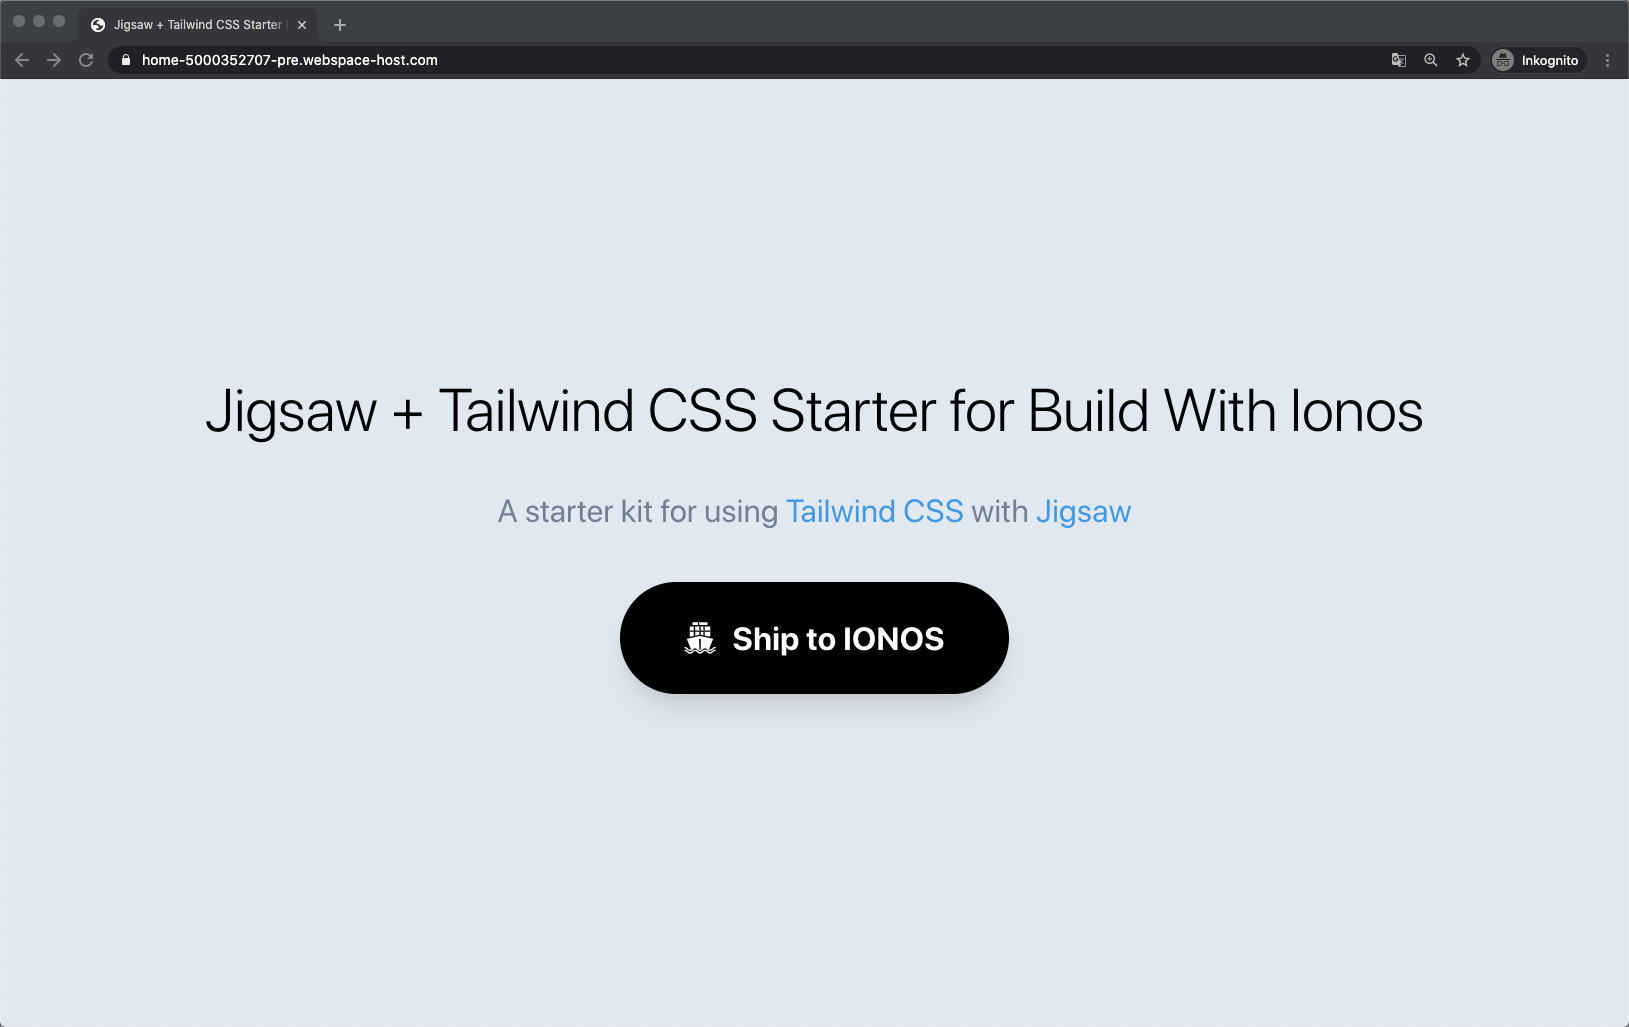 Jigsaw + Tailwind CSS Starter
home-5000352707-pre.webspace-host.com
Inkognito
Jigsaw + Tailwind CSS Starter for Build With Ionos
A starter kit for using Tailwind CSS with Jigsaw
Ship to IONOS